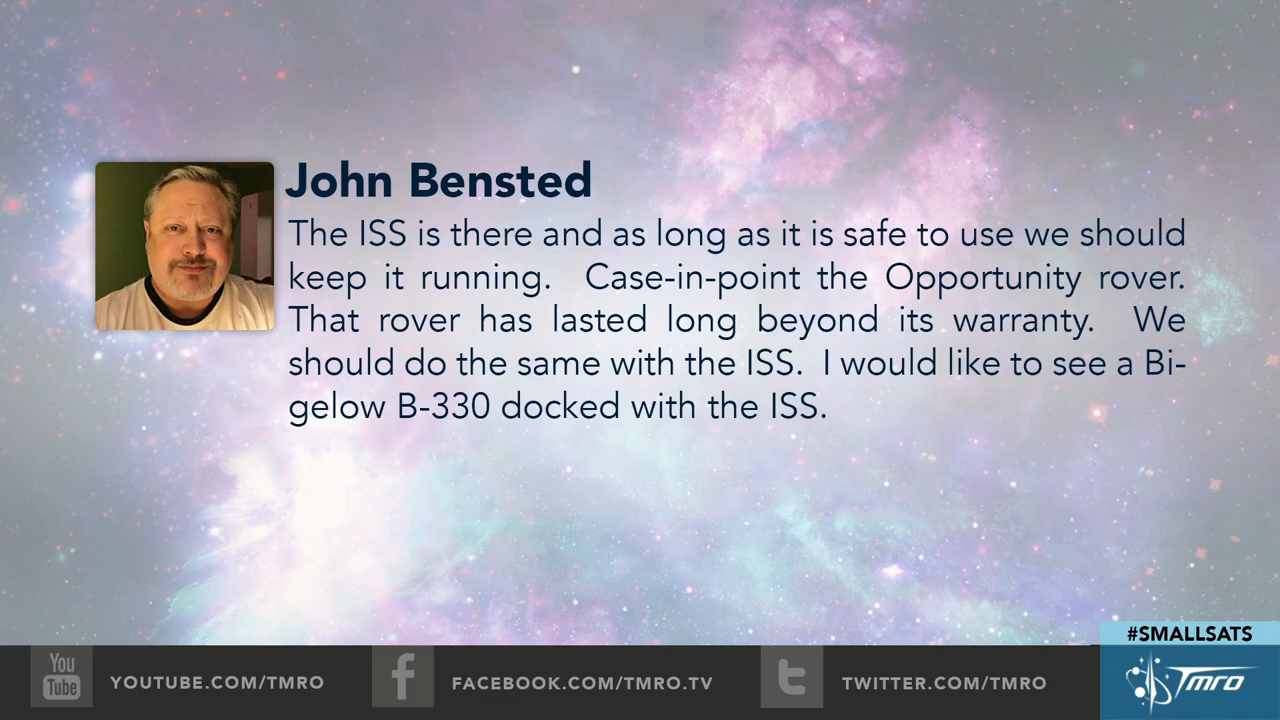 John Bensted
The ISS is there and as long as it is safe to use we should
keep it running.  Case-in-point the Opportunity rover.
That rover has lasted long beyond its warranty.  We
should do the same with the ISS.  I would like to see a Bi-
gelow B-330 docked with the ISS.
#SMALLSATS
You
Tube
YOUTUBE.COM/TMRO
f
FACEBOOK.COM/TMRO.TV
t
TWITTER.COM/TMRO
Tmro